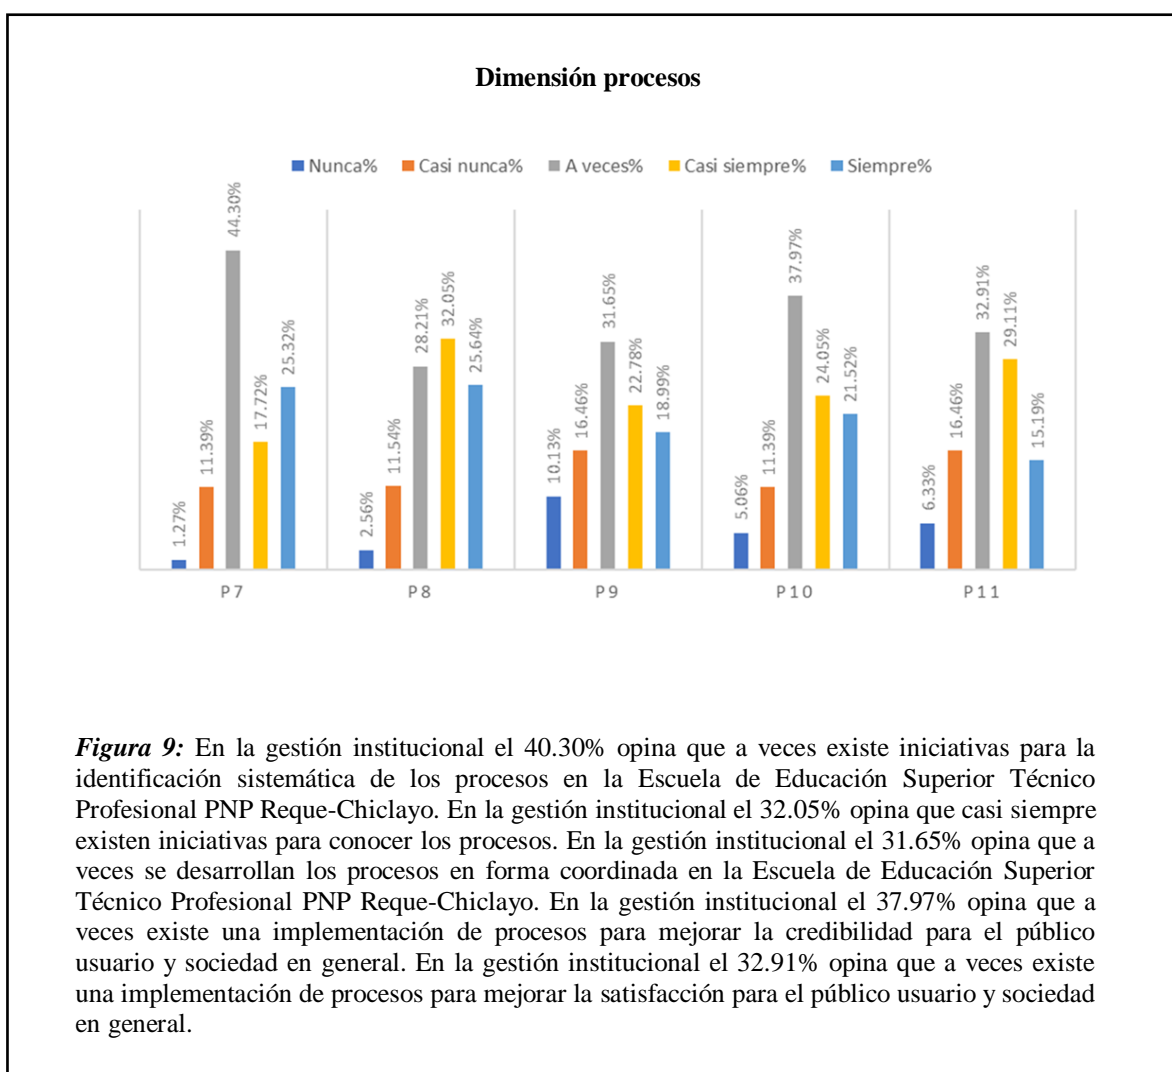 Dimensión procesos
Nunca% Casi nunca% A veces% Casi siempre% Siempre%
1.27% 11.39% 44.30% 17.72% 25.32% 2.56% 11.54% 28.21% 32.05% 25.64% 10.13% 16.46% 31.65% 22.78% 18.99% 5.06% 11.39% 37.97% 24.05% 21.52% 6.33% 16.46% 32.91% 29.11% 15.19%
P7 P8 P9 P10 P11
Figura 9: En la gestión institucional el 40.30% opina que a veces existe iniciativas para la
identificación sistemática de los procesos en la Escuela de Educación Superior Técnico
Profesional PNP Reque-Chiclayo. En la gestión institucional el 32.05% opina que casi siempre
existen iniciativas para conocer los procesos. En la gestión institucional el 31.65% opina que a
veces se desarrollan los procesos en forma coordinada en la Escuela de Educación Superior
Técnico Profesional PNP Reque-Chiclayo. En la gestión institucional el 37.97% opina que a
veces existe una implementación de procesos para mejorar la credibilidad para el público
usuario y sociedad en general. En la gestión institucional el 32.91% opina que a veces existe
una implementación de procesos para mejorar la satisfacción para el público usuario y sociedad
en general.